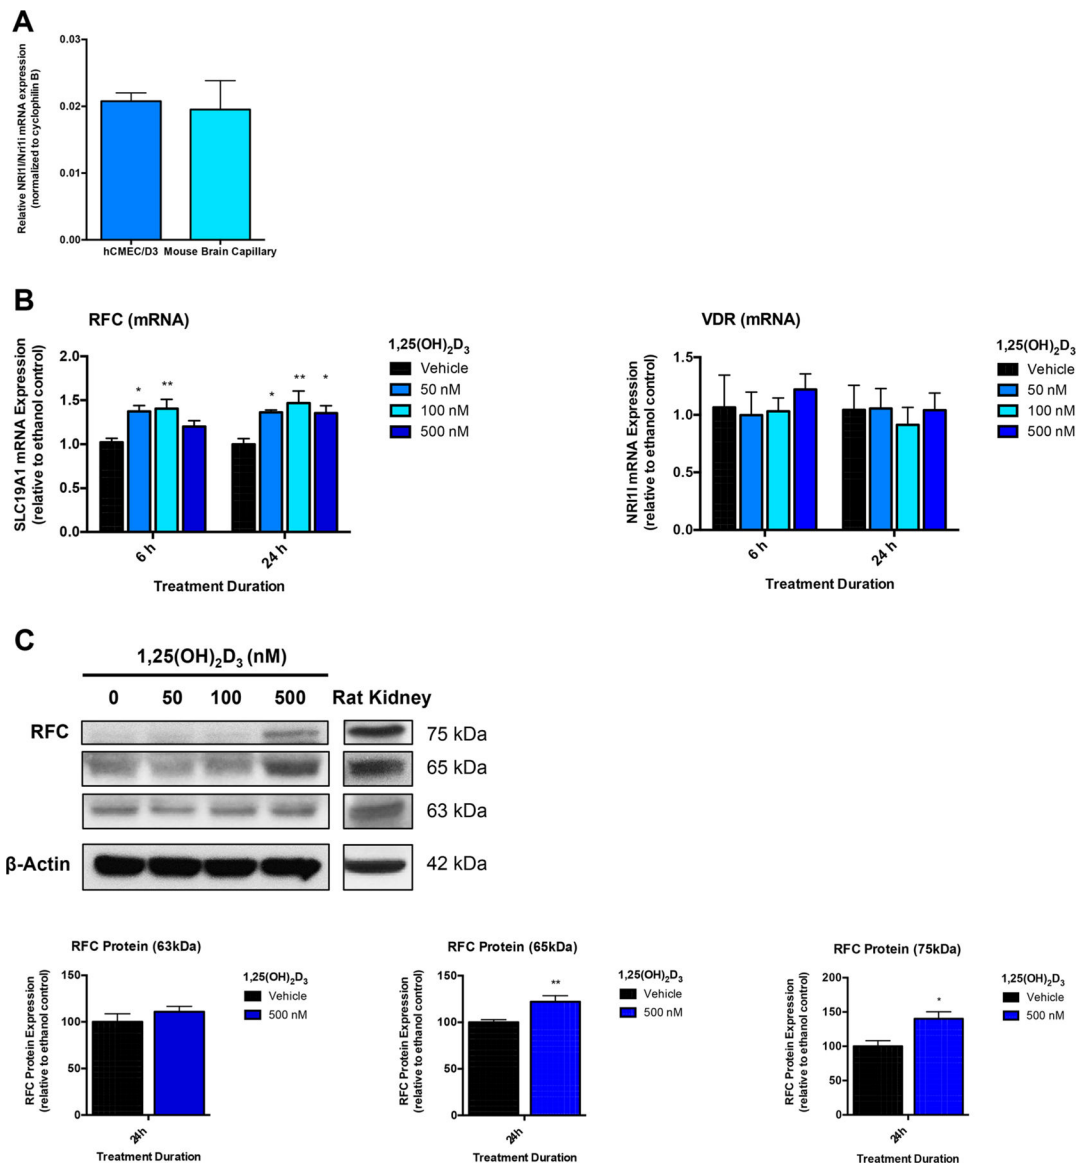 A
Relative NRI1I/Nri1i mRNA expression
(normalized to cyclophilin B)
0.03
0.02
0.01
0.00
hCMEC/D3 Mouse Brain Capillary
B
RFC (mRNA)
SLC19A1 mRNA Expression
(relative to ethanol control)
2.0
1.5
1.0
0.5
0.0
* ** * ** *
6 h 24 h
Treatment Duration
1,25(OH)₂D₃
Vehicle
50 nM
100 nM
500 nM
VDR (mRNA)
NRI1I mRNA Expression
(relative to ethanol control)
1.5
1.0
0.5
0.0
6 h 24 h
Treatment Duration
1,25(OH)₂D₃
Vehicle
50 nM
100 nM
500 nM
C
1,25(OH)₂D₃ (nM)
0 50 100 500 Rat Kidney
RFC 75 kDa
65 kDa
63 kDa
β-Actin 42 kDa
RFC Protein (63kDa)
RFC Protein Expression
(relative to ethanol control)
150
100
50
0
24h
Treatment Duration
1,25(OH)₂D₃
Vehicle
500 nM
RFC Protein (65kDa)
RFC Protein Expression
(relative to ethanol control)
150
100
50
0
**
24h
Treatment Duration
1,25(OH)₂D₃
Vehicle
500 nM
RFC Protein (75kDa)
RFC Protein Expression
(relative to ethanol control)
200
150
100
50
0
*
24h
Treatment Duration
1,25(OH)₂D₃
Vehicle
500 nM